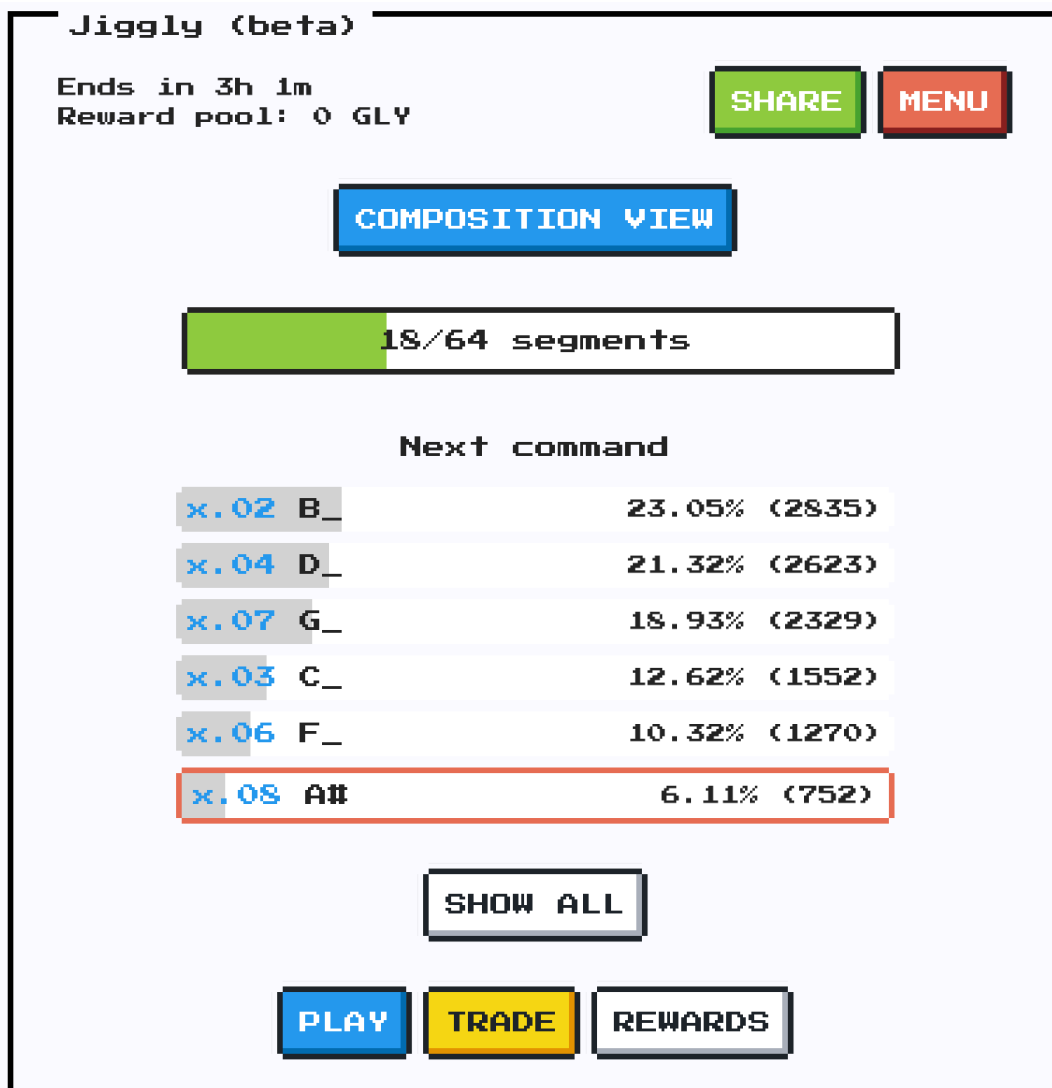 Jiggly (beta)
Ends in 3h 1m
Reward pool: 0 GLY
SHARE MENU
COMPOSITION VIEW
18/64 segments
Next command
x.02 B_ 23.05% (2835)
x.04 D_ 21.32% (2623)
x.07 G_ 18.93% (2329)
x.03 C_ 12.62% (1552)
x.06 F_ 10.32% (1270)
x.08 A# 6.11% (752)
SHOW ALL
PLAY TRADE REWARDS